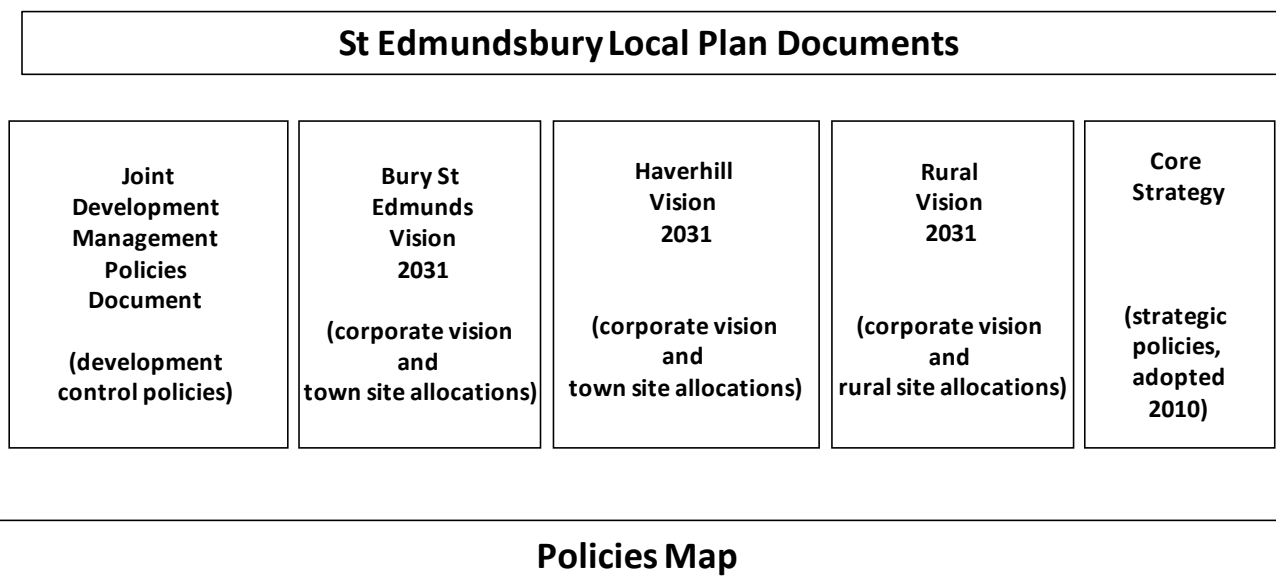 St Edmundsbury Local Plan Documents
Joint
Development
Management
Policies
Document
(development
control policies)
Bury St
Edmunds
Vision
2031
(corporate vision
and
town site allocations)
Haverhill
Vision
2031
(corporate vision
and
town site allocations)
Rural
Vision
2031
(corporate vision
and
rural site allocations)
Core
Strategy
(strategic
policies,
adopted
2010)
Policies Map